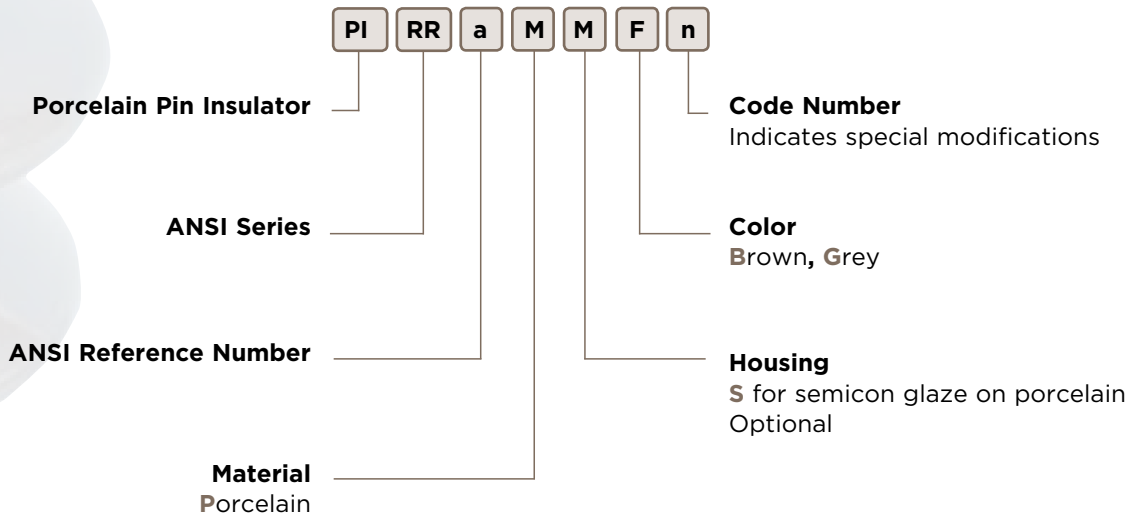 PI RR a M M F n
Porcelain Pin Insulator
Code Number
Indicates special modifications
ANSI Series
Color
Brown, Grey
ANSI Reference Number
Housing
S for semicon glaze on porcelain
Optional
Material
Porcelain